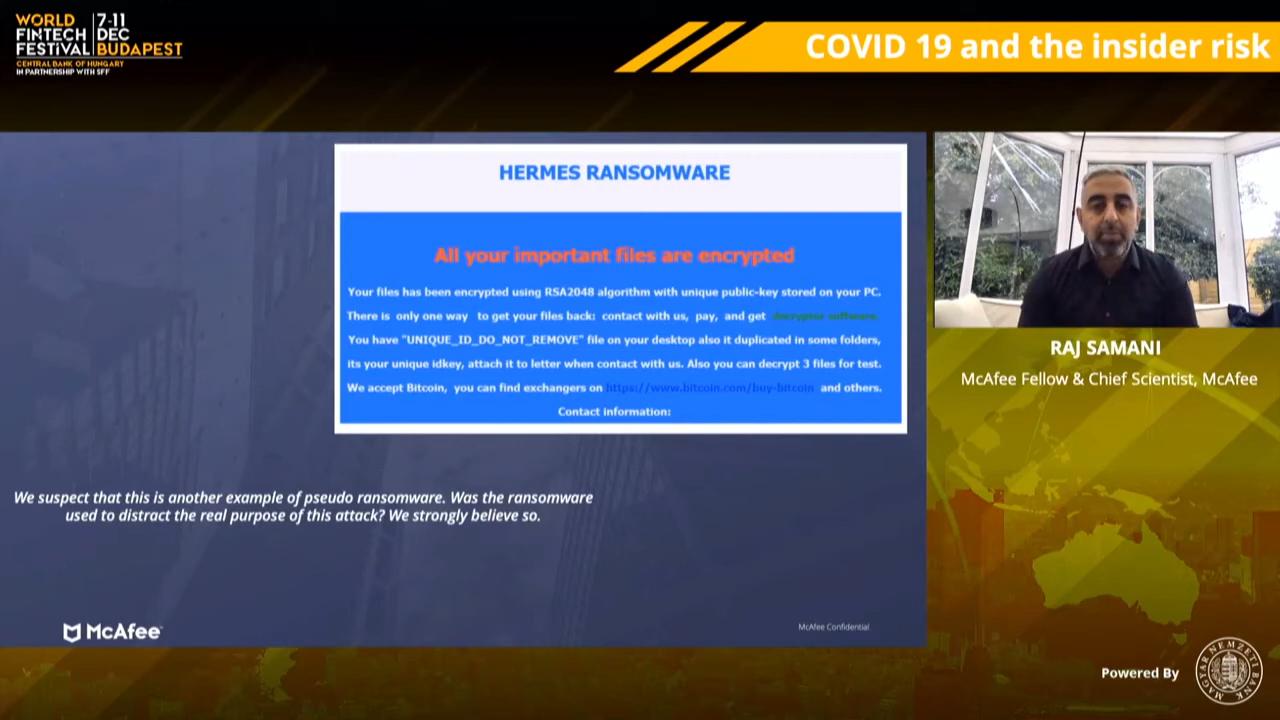 WORLD
FINTECH
FESTIVAL
7-11
DEC
BUDAPEST
CENTRAL BANK OF HUNGARY
IN PARTNERSHIP WITH SFF
COVID 19 and the insider risk
HERMES RANSOMWARE
All your important files are encrypted
Your files has been encrypted using RSA2048 algorithm with unique public-key stored on your PC.
There is only one way to get your files back: contact with us, pay, and get decryptor software.
You have "UNIQUE_ID_DO_NOT_REMOVE" file on your desktop also it duplicated in some folders,
its your unique idkey, attach it to letter when contact with us. Also you can decrypt 3 files for test.
We accept Bitcoin, you can find exchangers on https://www.bitcoin.com/buy-bitcoin and others.
Contact information:
We suspect that this is another example of pseudo ransomware. Was the ransomware
used to distract the real purpose of this attack? We strongly believe so.
McAfee™
McAfee Confidential
RAJ SAMANI
McAfee Fellow & Chief Scientist, McAfee
Powered By
MAGYAR NEMZETI BANK